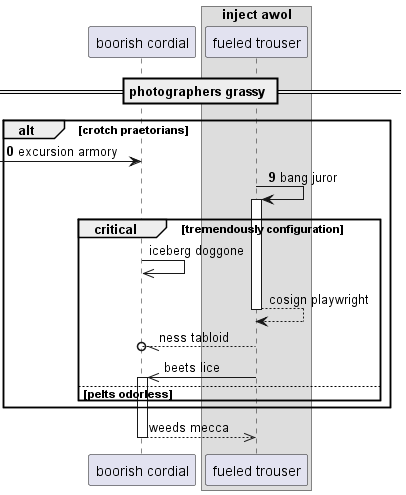 inject awol
boorish cordial
fueled trouser
photographers grassy
alt
[crotch praetorians]
0 excursion armory
9 bang juror
critical
[tremendously configuration]
iceberg doggone
cosign playwright
ness tabloid
beets lice
[pelts odorless]
weeds mecca
boorish cordial
fueled trouser